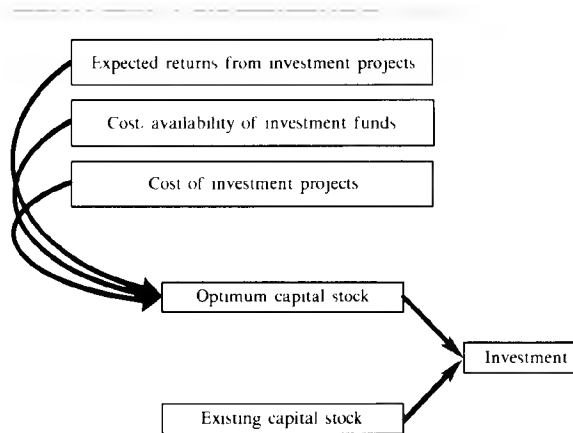 Expected returns from investment projects
Cost, availability of investment funds
Cost of investment projects
Optimum capital stock
Investment
Existing capital stock